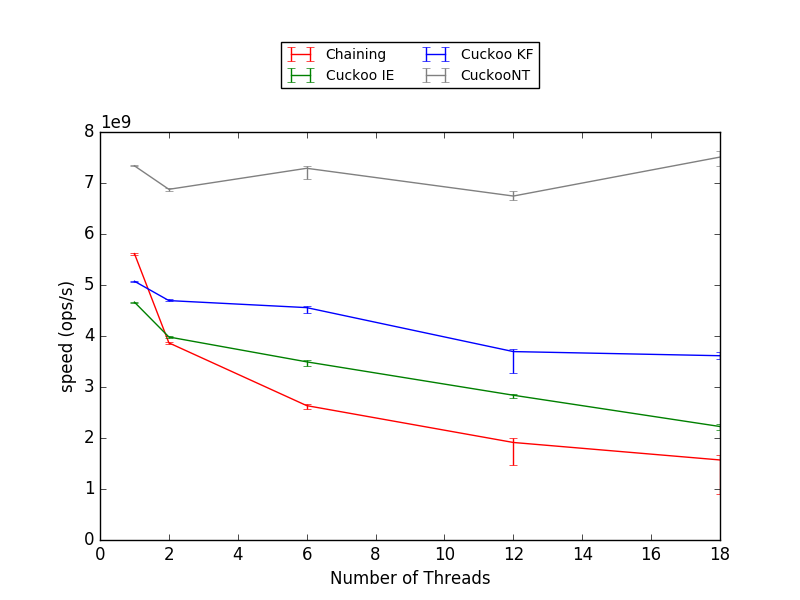 Chaining
Cuckoo KF
Cuckoo IE
CuckooNT
1e9
8
7
6
5
4
3
2
1
0
speed (ops/s)
0 2 4 6 8 10 12 14 16 18
Number of Threads